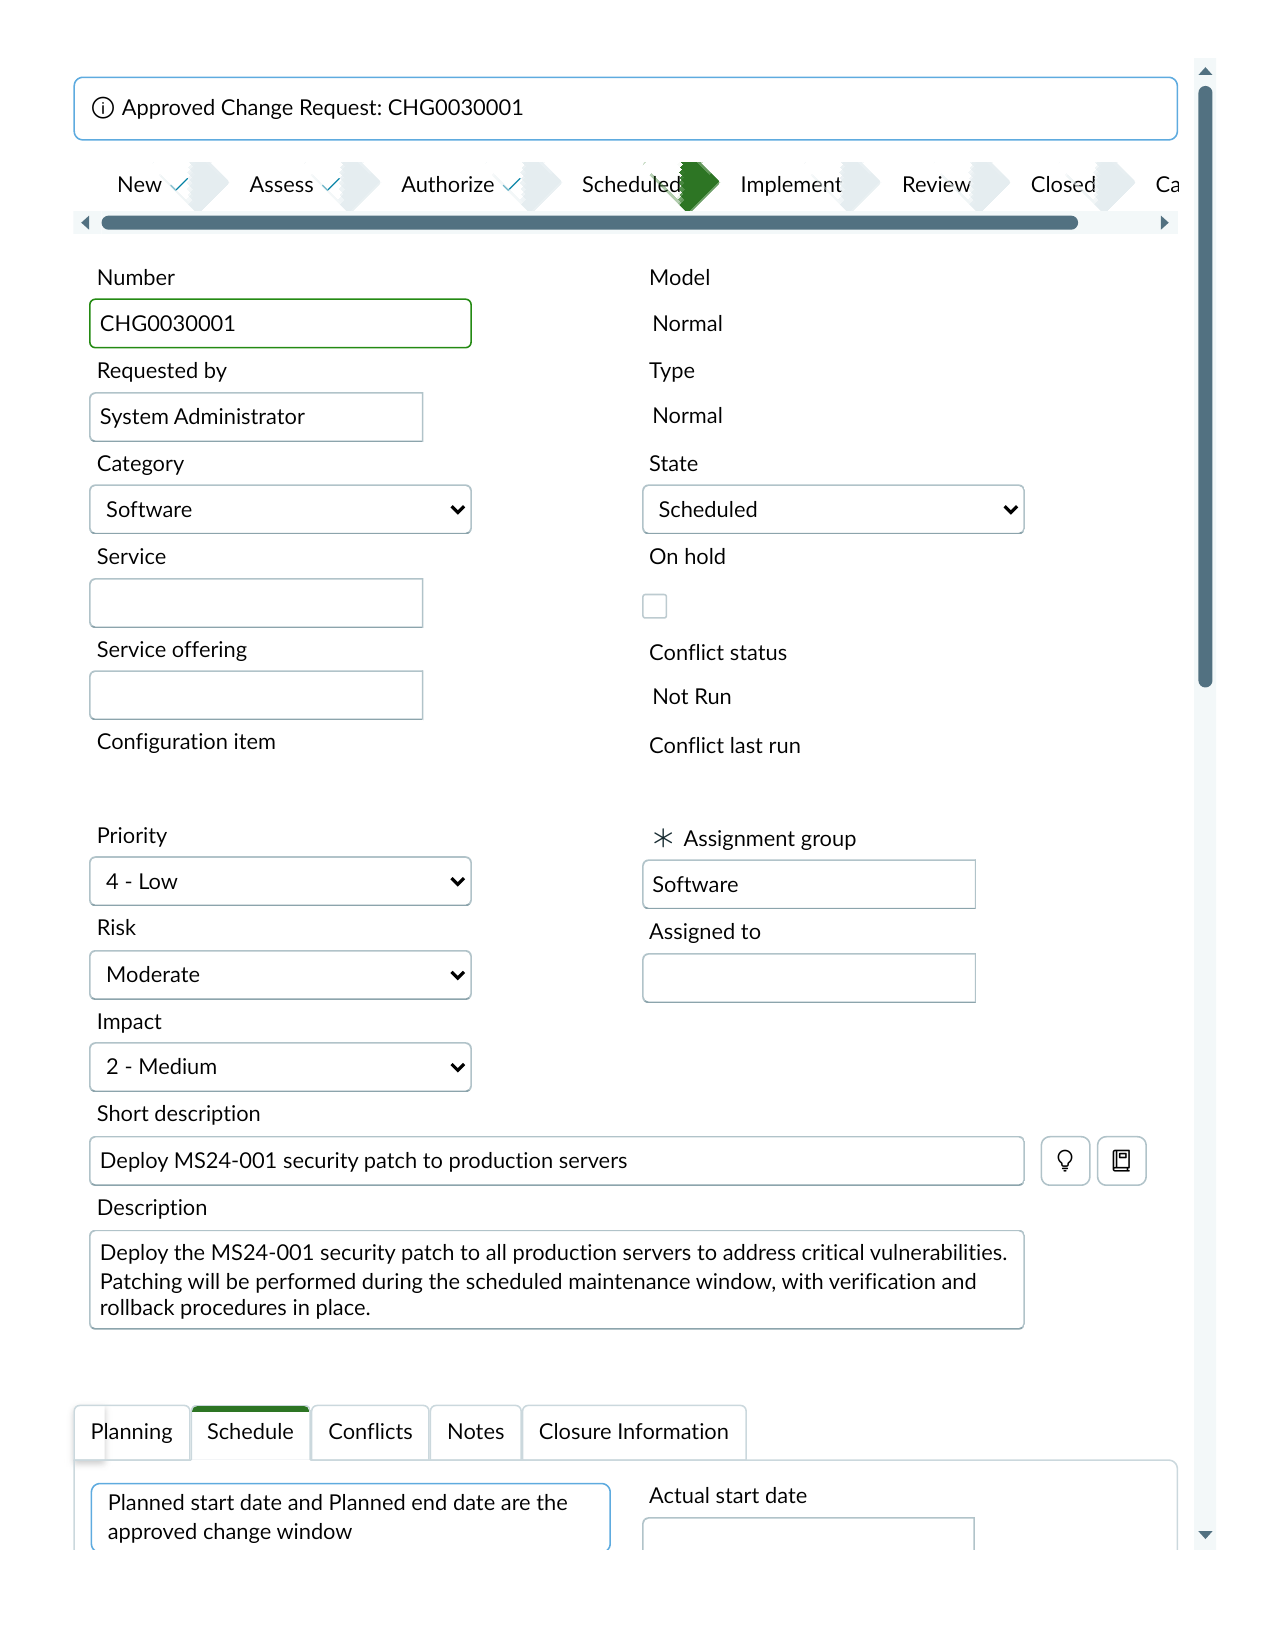 Approved Change Request: CHG0030001
New Assess Authorize Scheduled Implement Review Closed Ca
Number
CHG0030001
Requested by
System Administrator
Category
Software
Service
Service offering
Configuration item
Model
Normal
Type
Normal
State
Scheduled
On hold
Conflict status
Not Run
Conflict last run
Priority
4 - Low
Risk
Moderate
Impact
2 - Medium
Assignment group
Software
Assigned to
Short description
Deploy MS24-001 security patch to production servers
Description
Deploy the MS24-001 security patch to all production servers to address critical vulnerabilities.
Patching will be performed during the scheduled maintenance window, with verification and
rollback procedures in place.
Planning Schedule Conflicts Notes Closure Information
Planned start date and Planned end date are the
approved change window
Actual start date